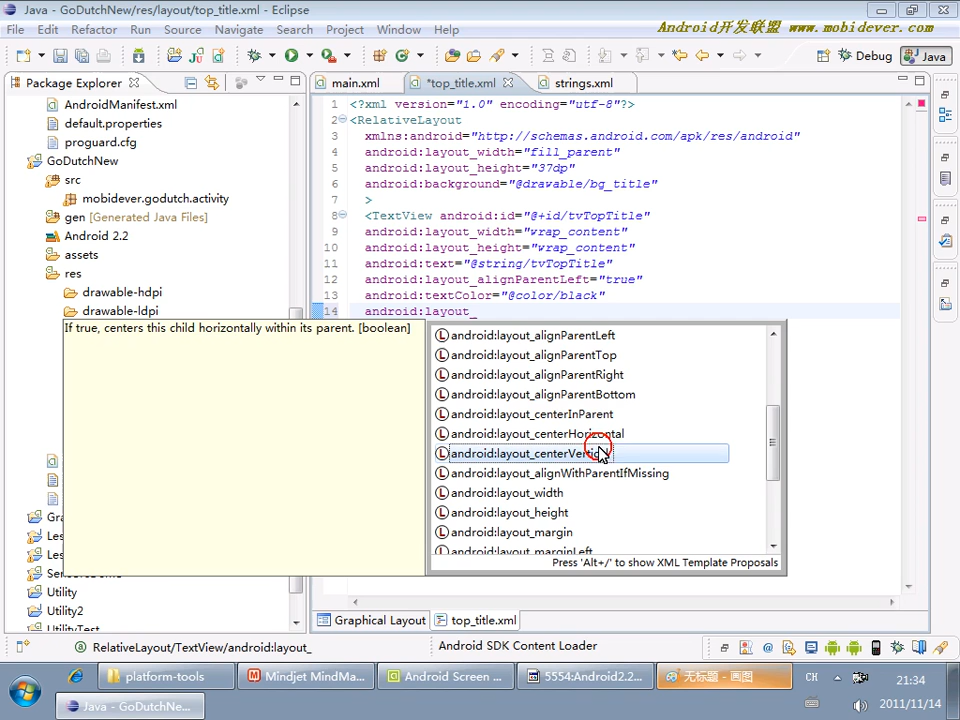 Java - GoDutchNew/res/layout/top_title.xml - Eclipse
File Edit Refactor Run Source Navigate Search Project Window Help
Android开发联盟 www.mobidever.com
Debug Java
Package Explorer
main.xml *top_title.xml strings.xml
AndroidManifest.xml
default.properties
proguard.cfg
GoDutchNew
src
mobidever.godutch.activity
gen [Generated Java Files]
Android 2.2
assets
res
drawable-hdpi
drawable-ldpi
1 <?xml version="1.0" encoding="utf-8"?>
2 <RelativeLayout
3 xmlns:android="http://schemas.android.com/apk/res/android"
4 android:layout_width="fill_parent"
5 android:layout_height="37dp"
6 android:background="@drawable/bg_title"
7 >
8 <TextView android:id="@+id/tvTopTitle"
9 android:layout_width="wrap_content"
10 android:layout_height="wrap_content"
11 android:text="@string/tvTopTitle"
12 android:layout_alignParentLeft="true"
13 android:textColor="@color/black"
14 android:layout_
If true, centers this child horizontally within its parent. [boolean]
android:layout_alignParentLeft
android:layout_alignParentTop
android:layout_alignParentRight
android:layout_alignParentBottom
android:layout_centerInParent
android:layout_centerHorizontal
android:layout_centerVertical
android:layout_alignWithParentIfMissing
android:layout_width
android:layout_height
android:layout_margin
android:layout_marginLeft
Press 'Alt+/' to show XML Template Proposals
Gra
Les
Les
Utility
Utility2
UtilityTest
Graphical Layout top_title.xml
RelativeLayout/TextView/android:layout_
Android SDK Content Loader
platform-tools
Mindjet MindMa...
Android Screen ...
5554:Android2.2...
无标题 - 画图
CH
21:34
Java - GoDutchNe...
2011/11/14